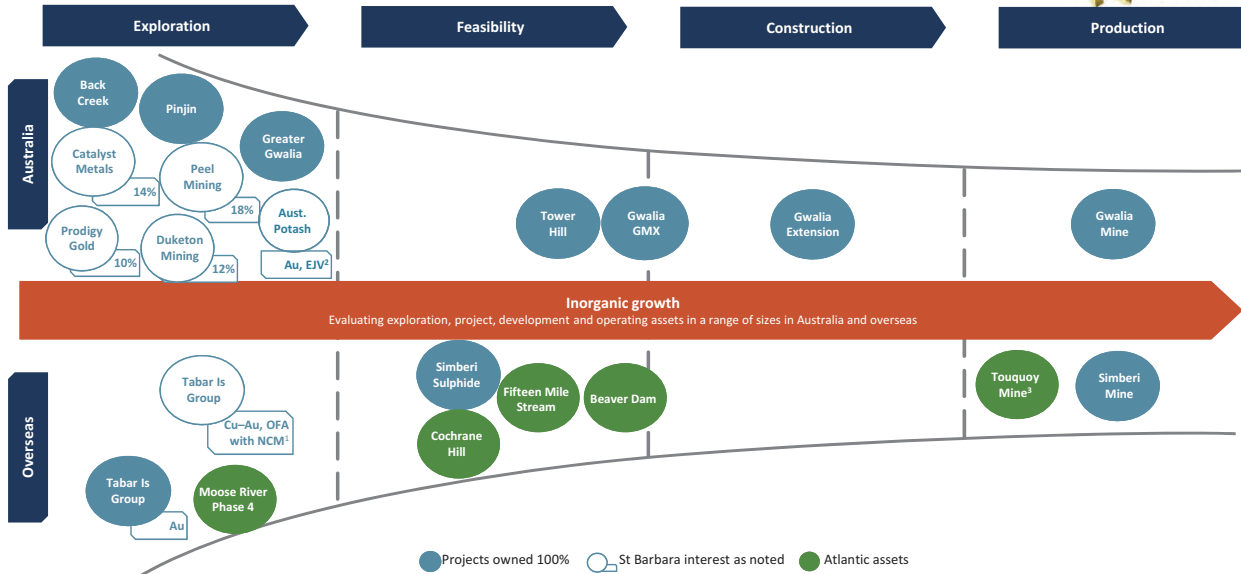 Exploration
Feasibility
Construction
Production
Australia
Back
Creek
Pinjin
Greater
Gwalia
Catalyst
Metals
14%
Peel
Mining
18%
Aust.
Potash
Au, EJV²
Prodigy
Gold
10%
Duketon
Mining
12%
Tower
Hill
Gwalia
GMX
Gwalia
Extension
Gwalia
Mine
Inorganic growth
Evaluating exploration, project, development and operating assets in a range of sizes in Australia and overseas
Overseas
Tabar Is
Group
Cu–Au, OFA
with NCM¹
Tabar Is
Group
Au
Moose River
Phase 4
Simberi
Sulphide
Cochrane
Hill
Fifteen Mile
Stream
Beaver Dam
Touquoy
Mine³
Simberi
Mine
Projects owned 100%
St Barbara interest as noted
Atlantic assets